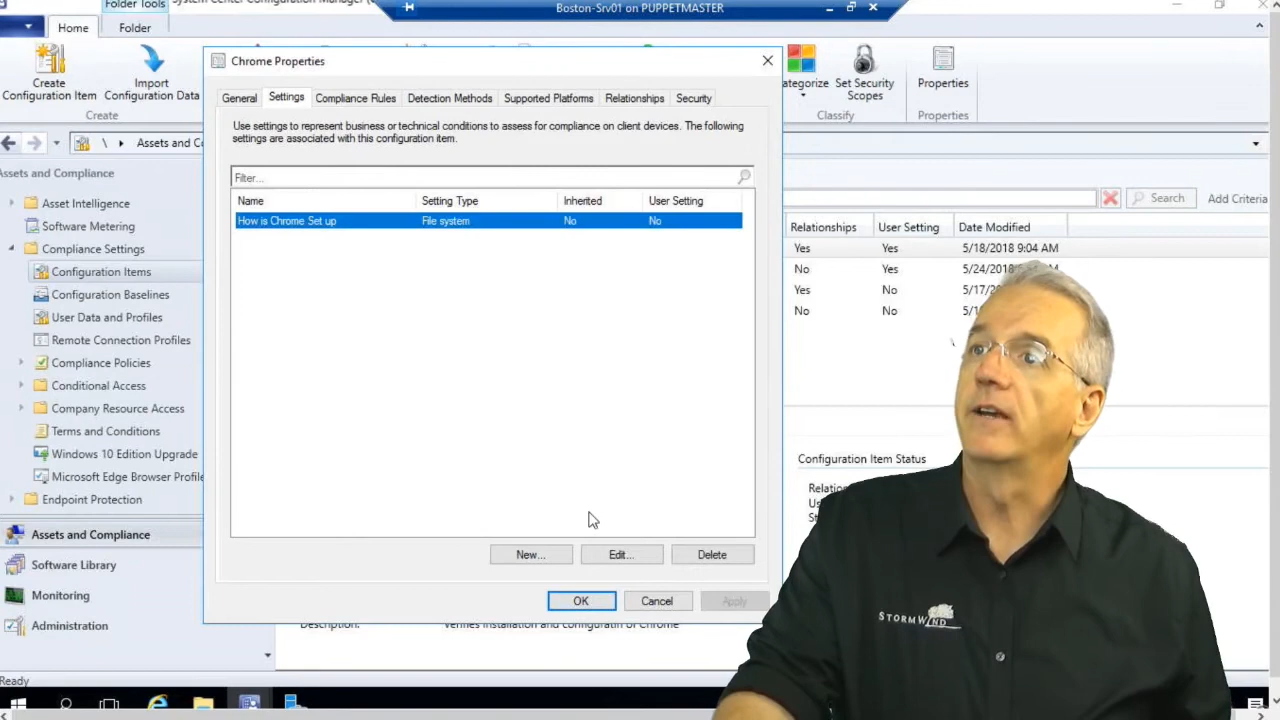 Folder Tools
System Center Configuration Manager
Boston-Srv01 on PUPPETMASTER
Home
Folder
Create
Configuration Item
Import
Configuration Data
Create
ategorize
Set Security
Scopes
Classify
Properties
Properties
\ Assets and C
Chrome Properties
General
Settings
Compliance Rules
Detection Methods
Supported Platforms
Relationships
Security
Use settings to represent business or technical conditions to assess for compliance on client devices. The following
settings are associated with this configuration item.
Filter...
Name Setting Type Inherited User Setting
How is Chrome Set up File system No No
New...
Edit...
Delete
OK
Cancel
Apply
Assets and Compliance
Asset Intelligence
Software Metering
Compliance Settings
Configuration Items
Configuration Baselines
User Data and Profiles
Remote Connection Profiles
Compliance Policies
Conditional Access
Company Resource Access
Terms and Conditions
Windows 10 Edition Upgrade
Microsoft Edge Browser Profile
Endpoint Protection
Assets and Compliance
Software Library
Monitoring
Administration
Ready
Search
Add Criteria
Relationships User Setting Date Modified
Yes Yes 5/18/2018 9:04 AM
No Yes 5/24/2018
Yes No 5/17/2
No No
Configuration Item Status
Relatio
Us
Description: Verifies installation and configuratin of Chrome
STORMWIND